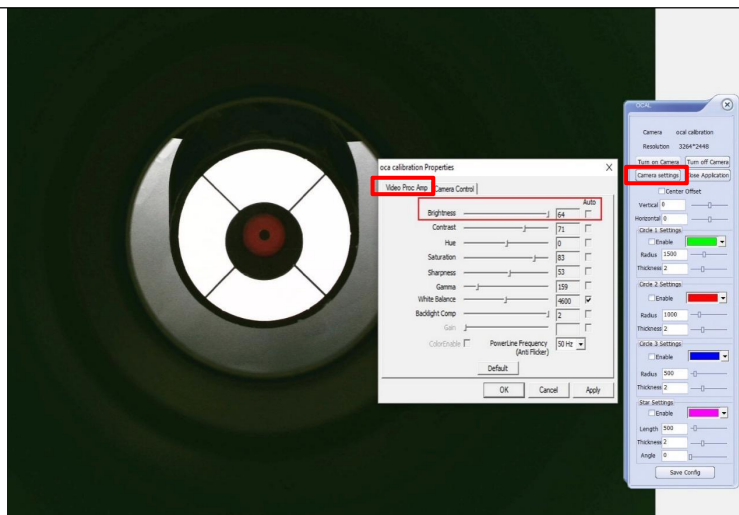 OCAL
Camera ocal calibration
Resolution 3264*2448
Turn on Camera Turn off Camera
Camera settings lose Application
Center Offset
Vertical 0
Horizontal 0
Circle 1 Settings
Enable
Radius 1500
Thickness 2
Circle 2 Settings
Enable
Radius 1000
Thickness 2
Circle 3 Settings
Enable
Radius 500
Thickness 2
Star Settings
Enable
Length 500
Thickness 2
Angle 0
Save Config
oca calibration Properties X
Video Proc Amp Camera Control
Auto
Brightness 64
Contrast 71
Hue 0
Saturation 83
Sharpness 53
Gamma 159
White Balance 4600
Backlight Comp 2
Gain
ColorEnable PowerLine Frequency 50 Hz
(Anti Flicker)
Default
OK Cancel Apply